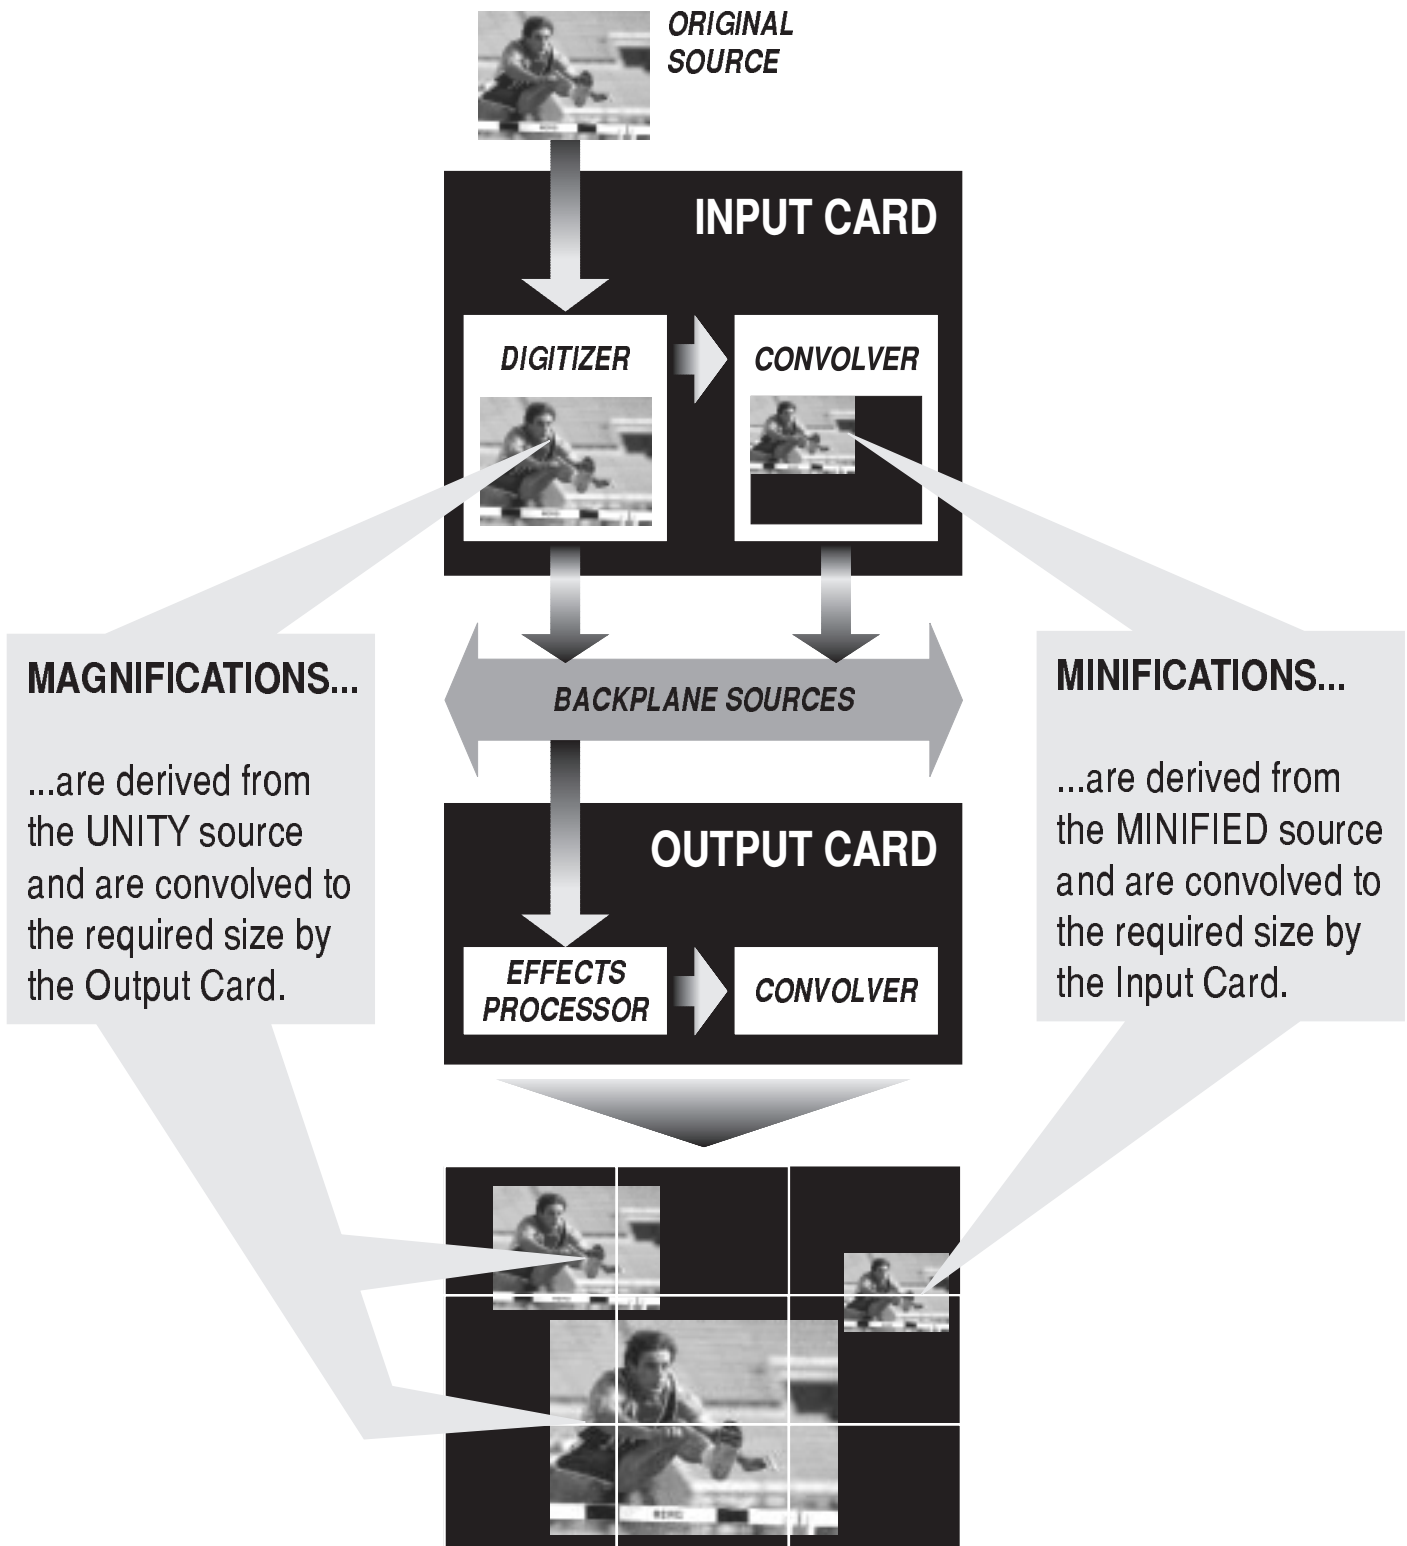 ORIGINAL
SOURCE
INPUT CARD
DIGITIZER
CONVOLVER
MAGNIFICATIONS...
...are derived from
the UNITY source
and are convolved to
the required size by
the Output Card.
BACKPLANE SOURCES
MINIFICATIONS...
...are derived from
the MINIFIED source
and are convolved to
the required size by
the Input Card.
OUTPUT CARD
EFFECTS
PROCESSOR
CONVOLVER